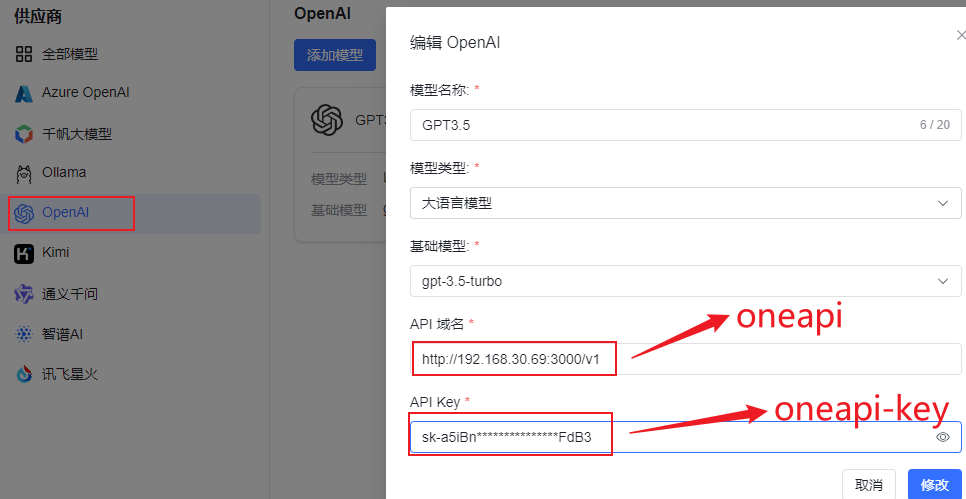 供应商
全部模型
Azure OpenAI
千帆大模型
Ollama
OpenAI
Kimi
通义千问
智谱AI
讯飞星火
OpenAI
添加模型
模型类型
基础模型
编辑 OpenAI
模型名称: *
GPT3.5
6 / 20
模型类型: *
大语言模型
基础模型: *
gpt-3.5-turbo
API 域名 *
http://192.168.30.69:3000/v1
oneapi
API Key *
sk-a5iBn***************FdB3
oneapi-key
取消
修改